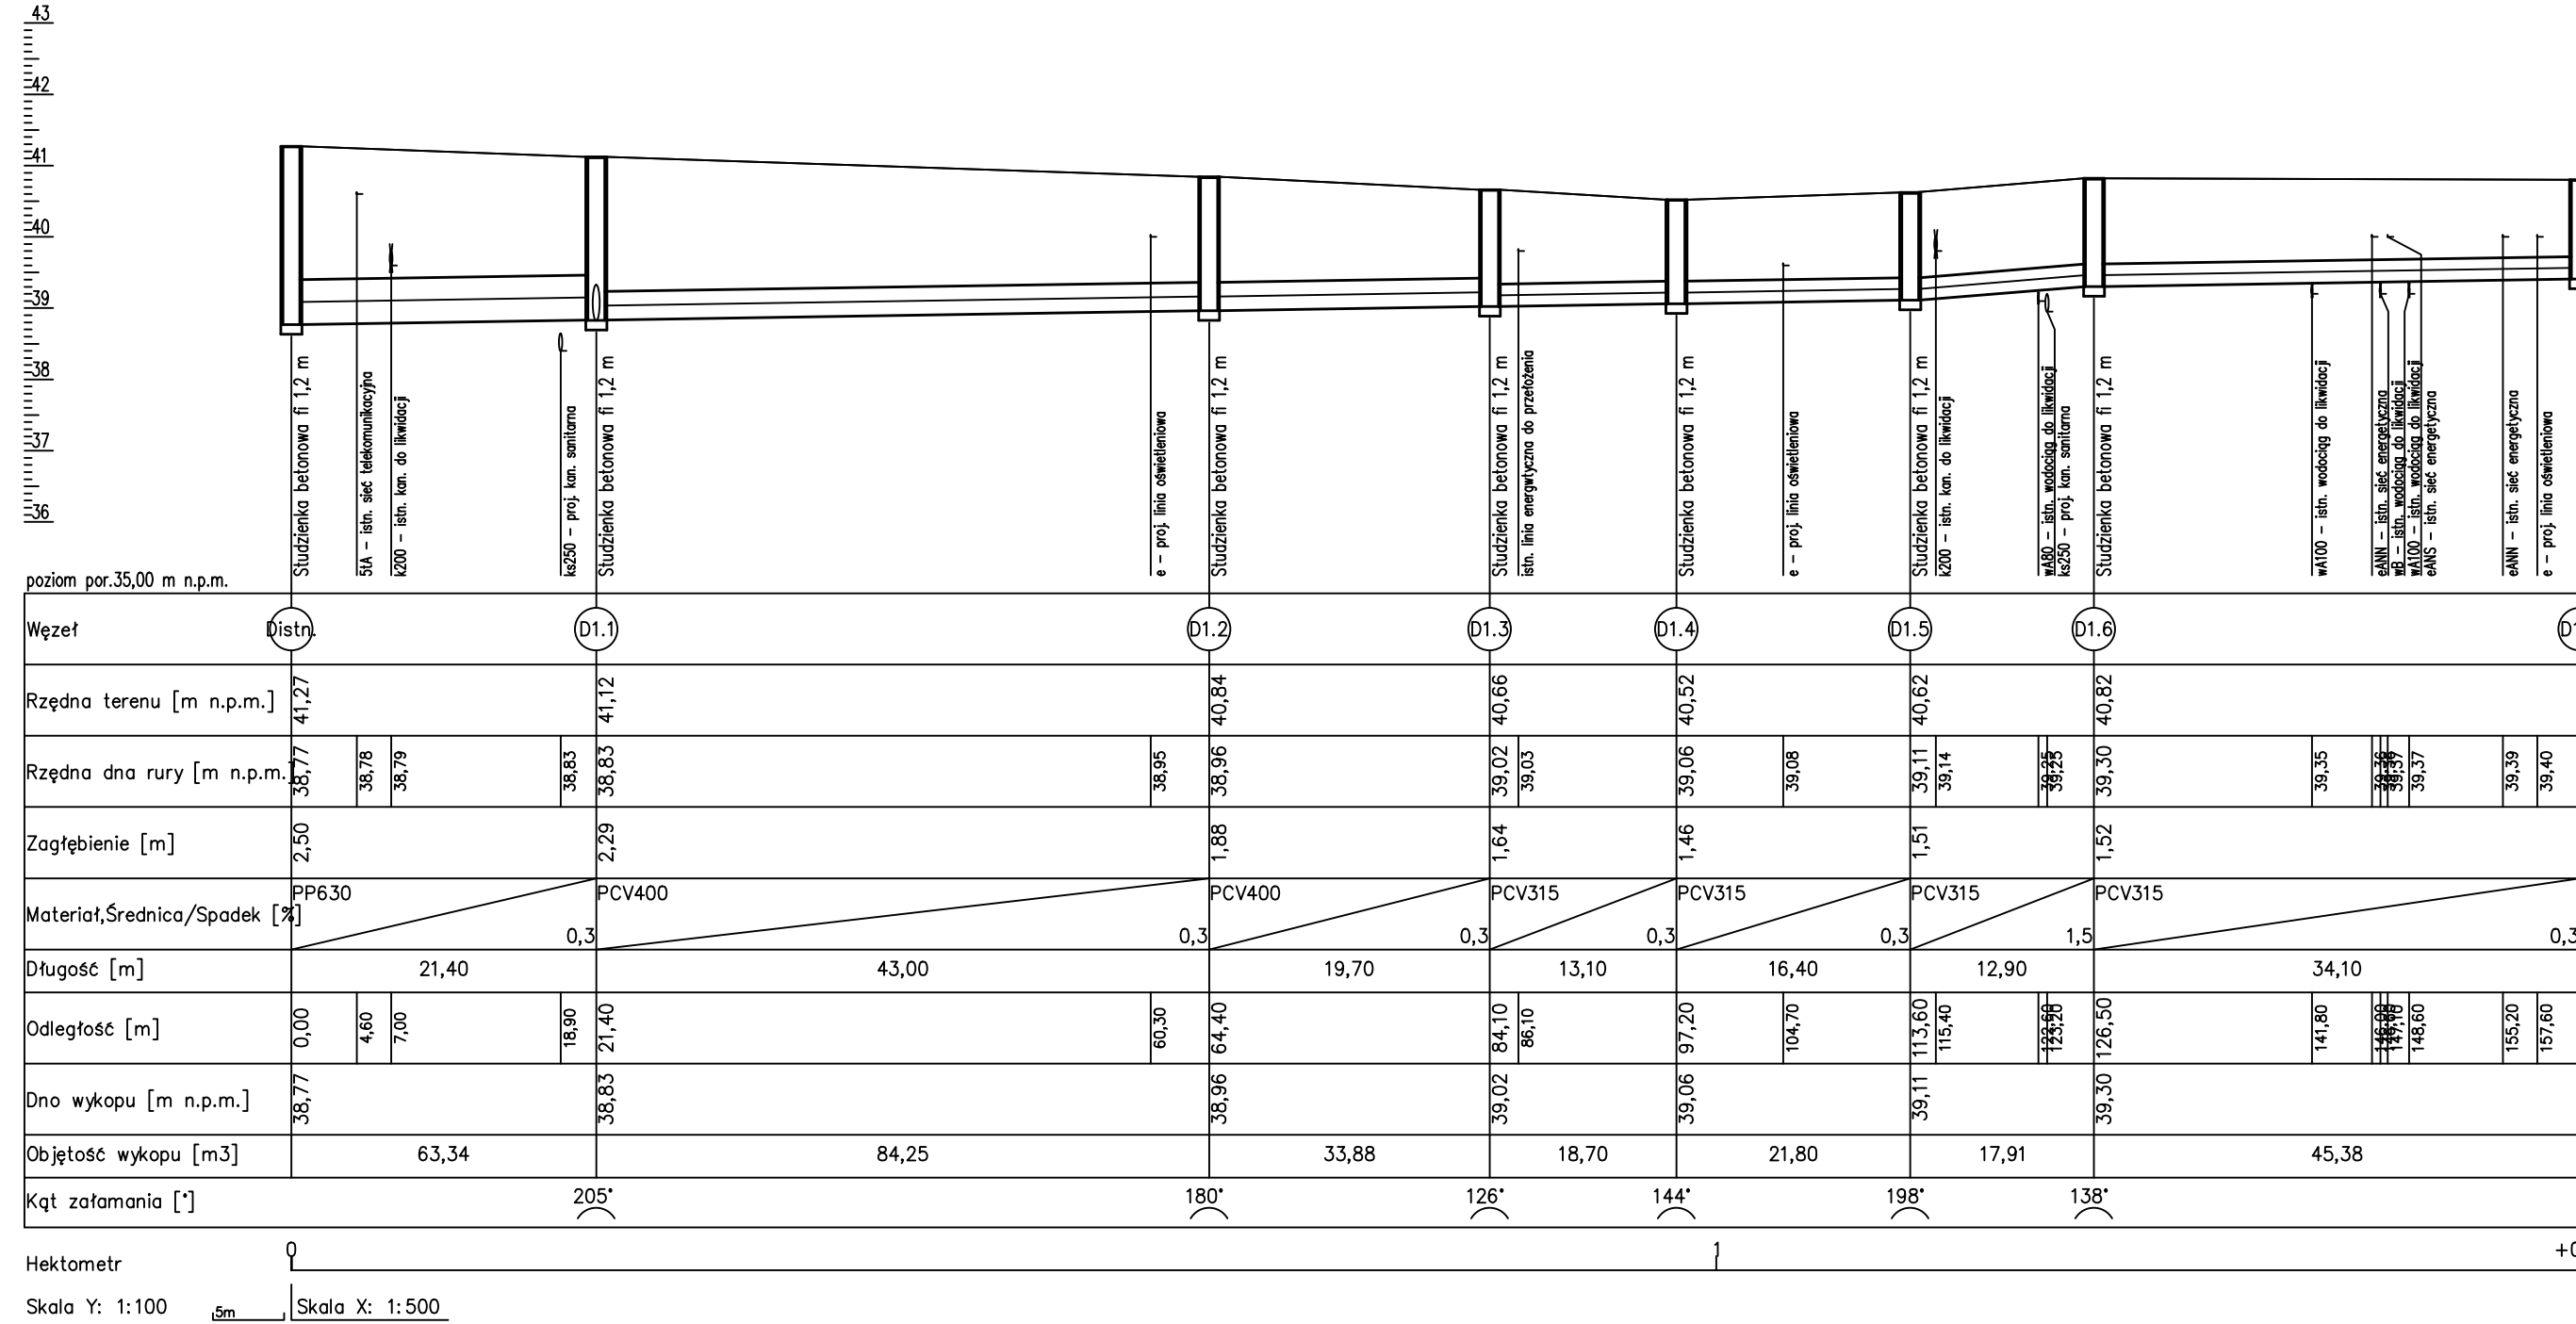 43
42
41
40
39
38
37
36
Studzienka betonowa fi 1,2 m
5tA – istn. sieć telekomunikacyjna
k200 – istn. kan. do likwidacji
ks250 – proj. kan. sanitarna
Studzienka betonowa fi 1,2 m
e – proj. linia oświetleniowa
Studzienka betonowa fi 1,2 m
Studzienka betonowa fi 1,2 m
istn. linia energwtyczna do przełożenia
Studzienka betonowa fi 1,2 m
e – proj. linia oświetleniowa
Studzienka betonowa fi 1,2 m
k200 – istn. kan. do likwidacji
wA80 – istn. wodociąg do likwidacji
ks250 – proj. kan. sanitarna
Studzienka betonowa fi 1,2 m
wA100 – istn. wodociąg do likwidacji
eANN – istn. sieć energetyczna
wB – istn. wodociąg do likwidacji
wA100 – istn. wodociąg do likwidacji
eANS – istn. sieć energetyczna
eANN – istn. sieć energetyczna
e – proj. linia oświetleniowa
poziom por.35,00 m n.p.m.
Węzeł Distn. D1.1 D1.2 D1.3 D1.4 D1.5 D1.6
Rzędna terenu [m n.p.m.] 41,27 41,12 40,84 40,66 40,52 40,62 40,82
Rzędna dna rury [m n.p.m.] 38,77 38,78 38,79 38,83 38,83 38,95 38,96 39,02 39,03 39,06 39,08 39,11 39,14 39,25 39,25 39,30 39,35 39,36 39,37 39,37 39,39 39,40
Zagłębienie [m] 2,50 2,29 1,88 1,64 1,46 1,51 1,52
PP630 PCV400 PCV400 PCV315 PCV315 PCV315 PCV315
Materiał,Średnica/Spadek [%]
0,3 0,3 0,3 0,3 0,3 1,5 0,3
Długość [m] 21,40 43,00 19,70 13,10 16,40 12,90 34,10
Odległość [m] 0,00 4,60 7,00 18,90 21,40 60,30 64,40 84,10 86,10 97,20 104,70 113,60 115,40 122,60 123,20 126,50 141,80 146,00 147,10 148,60 155,20 157,60
Dno wykopu [m n.p.m.] 38,77 38,83 38,96 39,02 39,06 39,11 39,30
Objętość wykopu [m3] 63,34 84,25 33,88 18,70 21,80 17,91 45,38
Kąt załamania [°] 205° 180° 126° 144° 198° 138°
Hektometr 0 1
Skala Y: 1:100 5m Skala X: 1:500